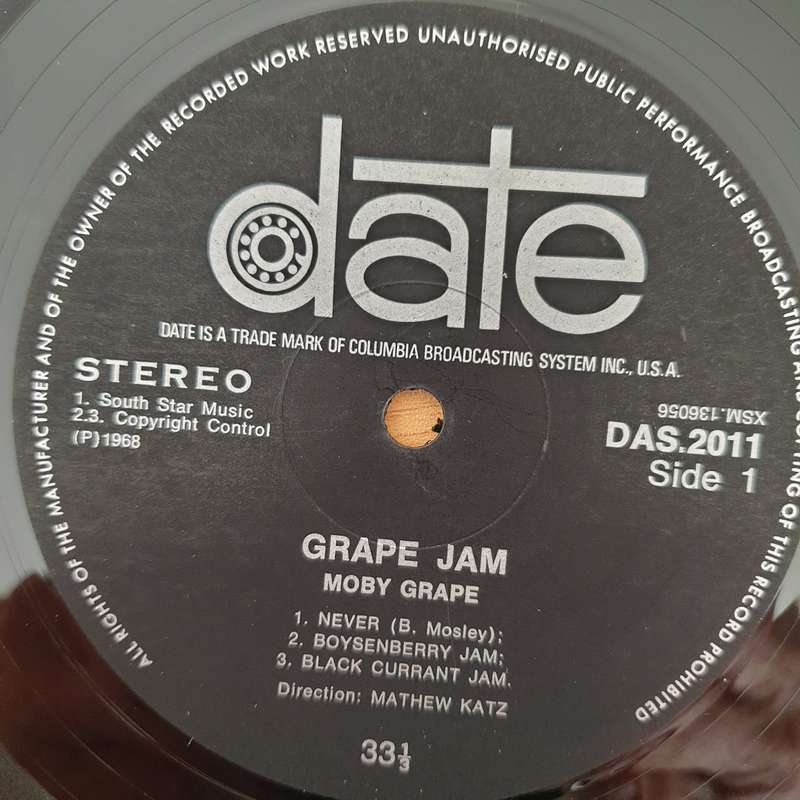 ALL RIGHTS OF THE MANUFACTURER AND OF THE OWNER OF THE RECORDED WORK RESERVED UNAUTHORISED PUBLIC PERFORMANCE BROADCASTING AND COPYING OF THIS RECORD PROHIBITED
date
DATE IS A TRADE MARK OF COLUMBIA BROADCASTING SYSTEM INC., U.S.A.
STEREO
1. South Star Music
2.3. Copyright Control
(P)1968
XSM.136056
DAS.2011
Side 1
GRAPE JAM
MOBY GRAPE
1. NEVER (B. Mosley);
2. BOYSENBERRY JAM;
3. BLACK CURRANT JAM.
Direction: MATHEW KATZ
33⅓